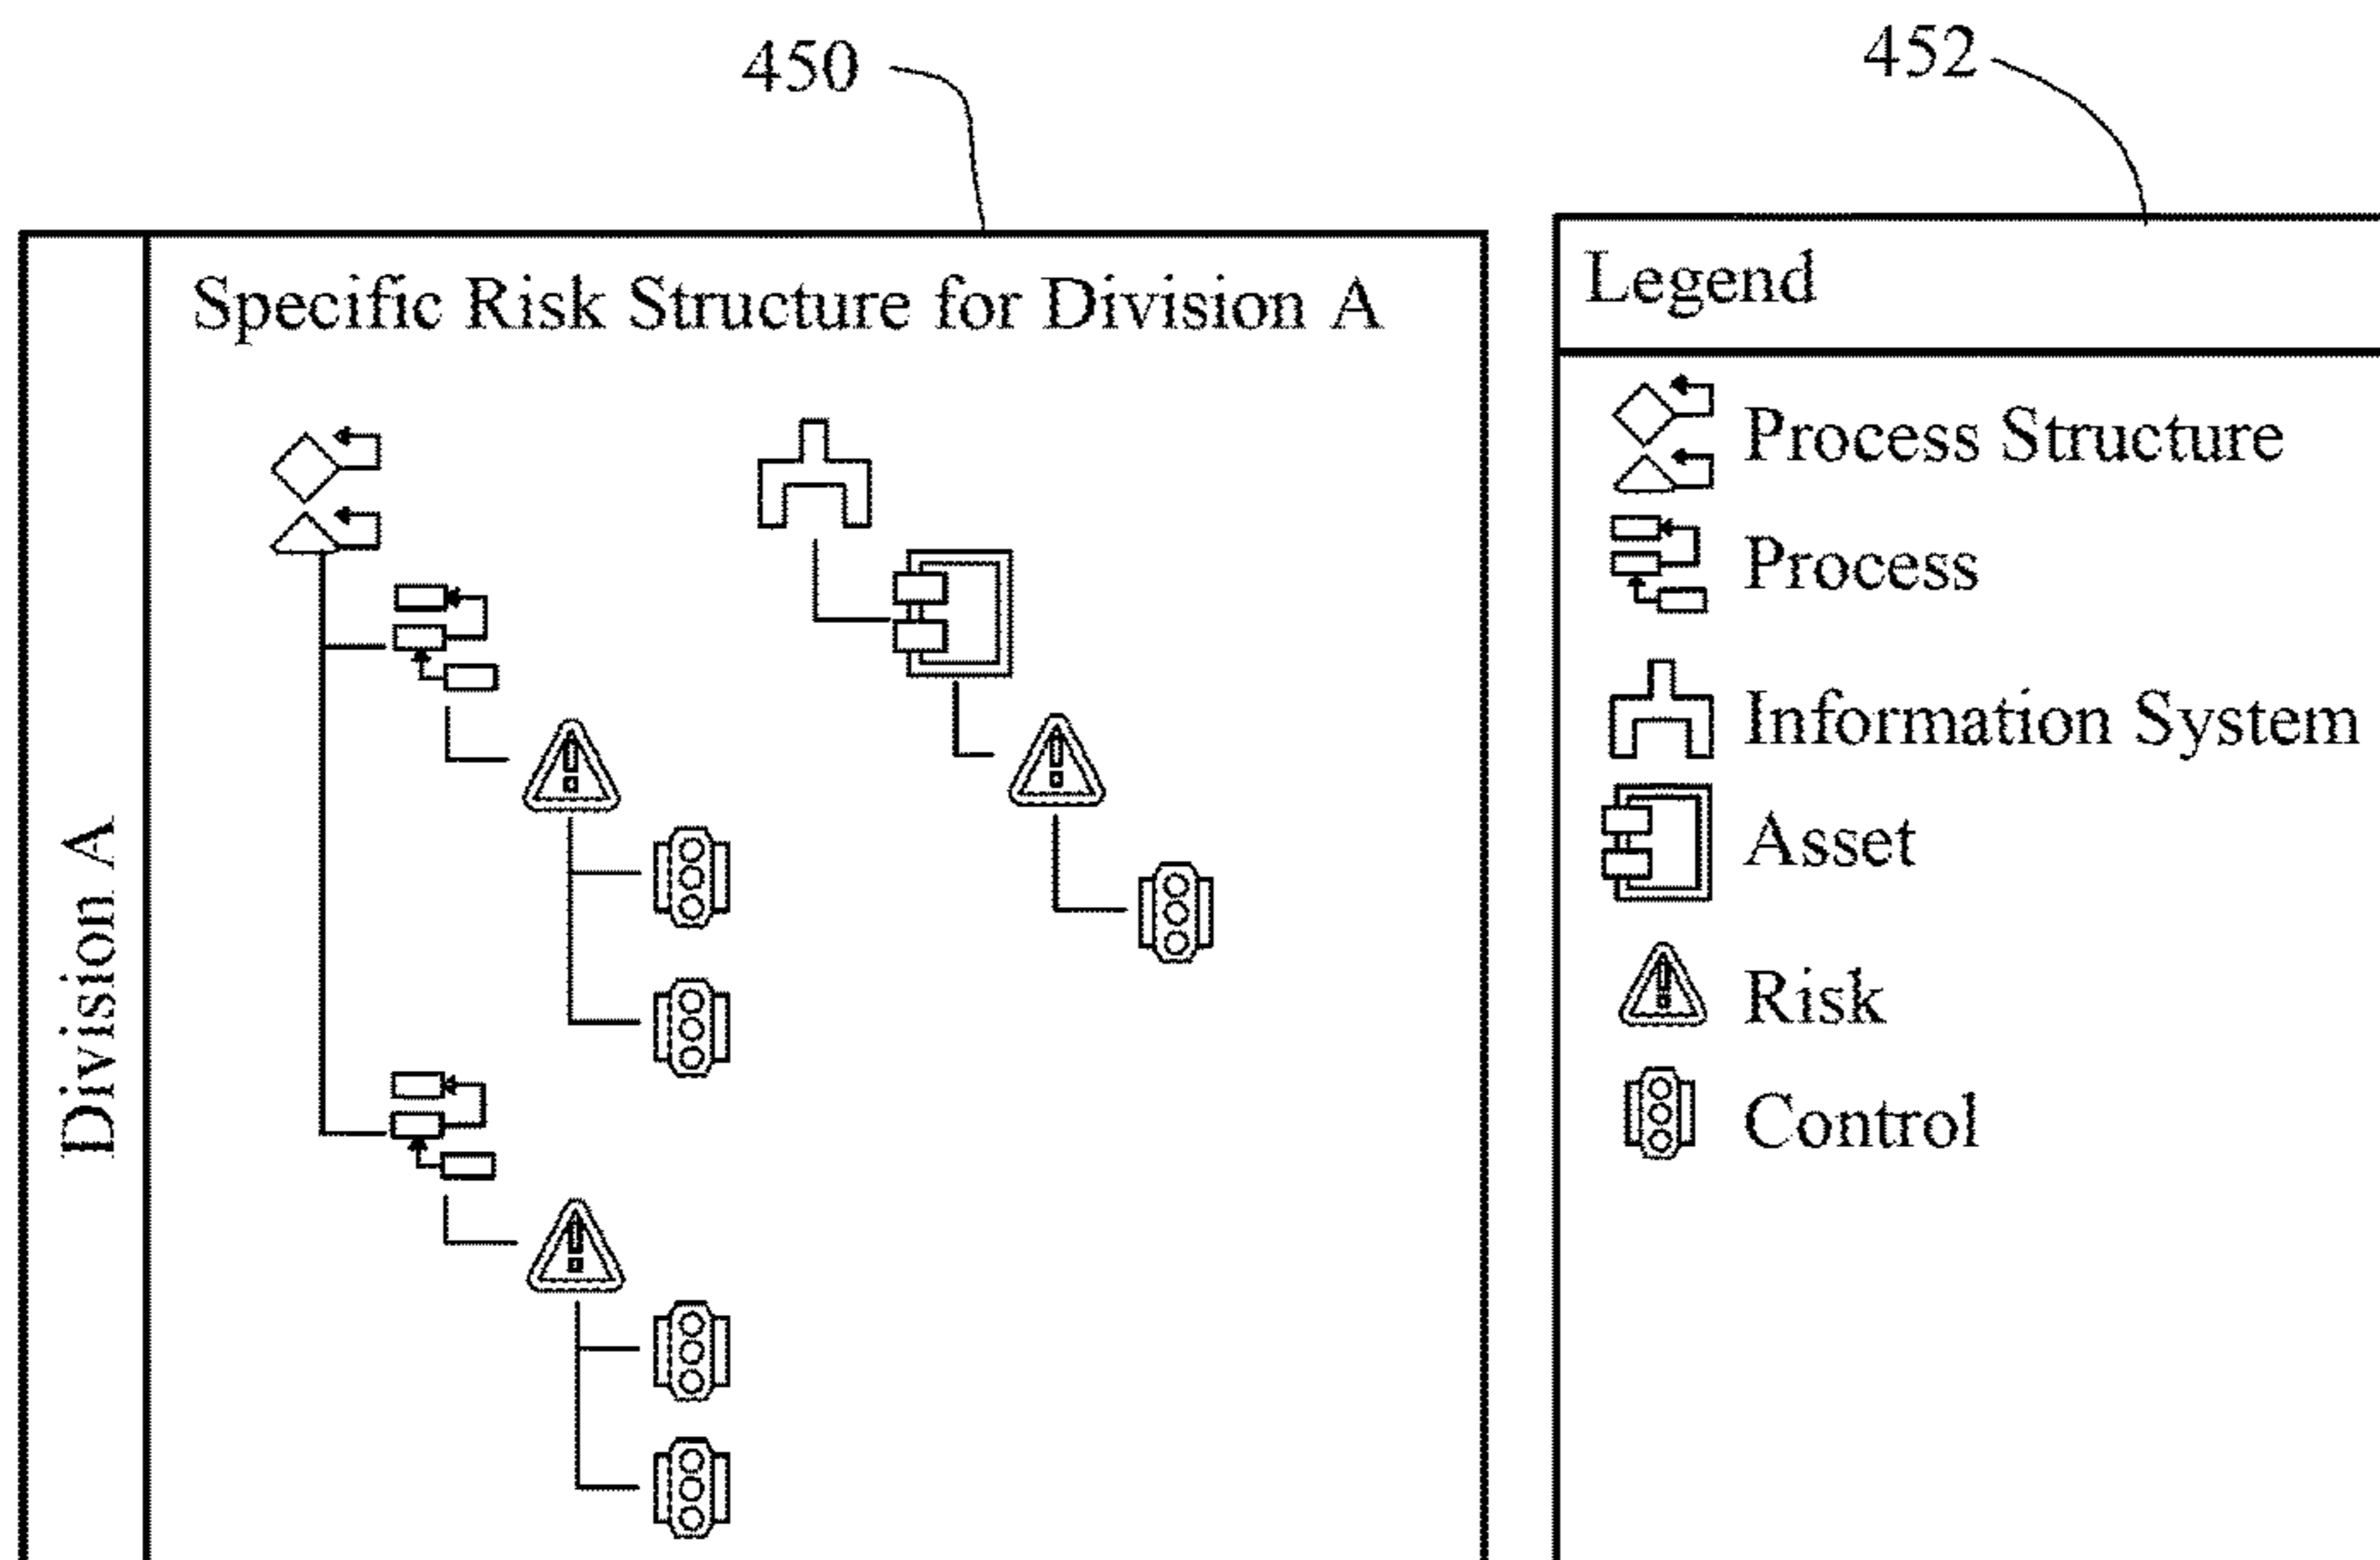 450
452
Specific Risk Structure for Division A
Division A
Legend
Process Structure
Process
Information System
Asset
Risk
Control